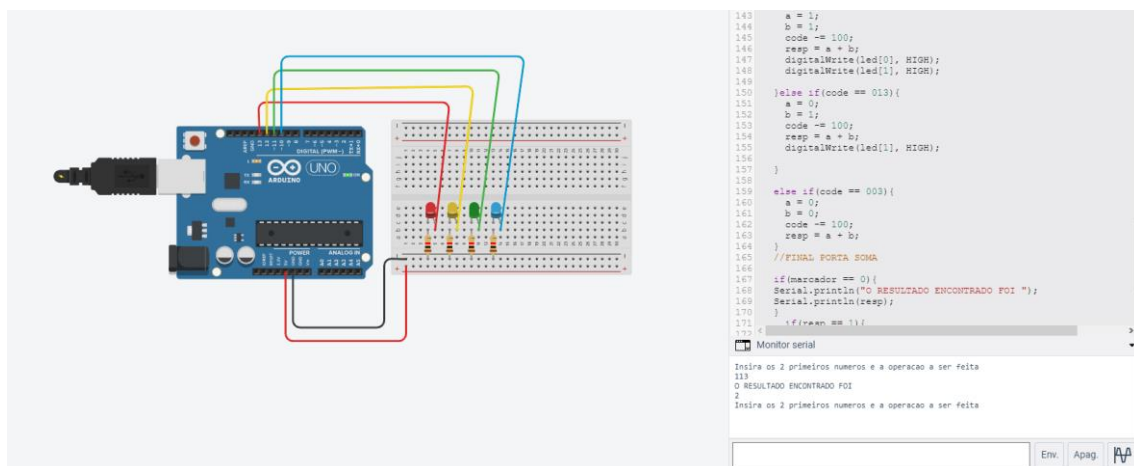 DIGITAL (PWM~)
UNO
ARDUINO
POWER
ANALOG IN
143 a = 1;
144 b = 1;
145 code -= 100;
146 resp = a + b;
147 digitalWrite(led[0], HIGH);
148 digitalWrite(led[1], HIGH);
149
150 }else if(code == 013){
151 a = 0;
152 b = 1;
153 code -= 100;
154 resp = a + b;
155 digitalWrite(led[1], HIGH);
156
157 }
158
159 else if(code == 003){
160 a = 0;
161 b = 0;
162 code -= 100;
163 resp = a + b;
164 }
165 //FINAL PORTA SOMA
166
167 if(marcador == 0){
168 Serial.println("O RESULTADO ENCONTRADO FOI ");
169 Serial.println(resp);
170 }
171 if(resp == 1){
172
Monitor serial
Insira os 2 primeiros numeros e a operacao a ser feita
113
O RESULTADO ENCONTRADO FOI
2
Insira os 2 primeiros numeros e a operacao a ser feita
Env.
Apag.